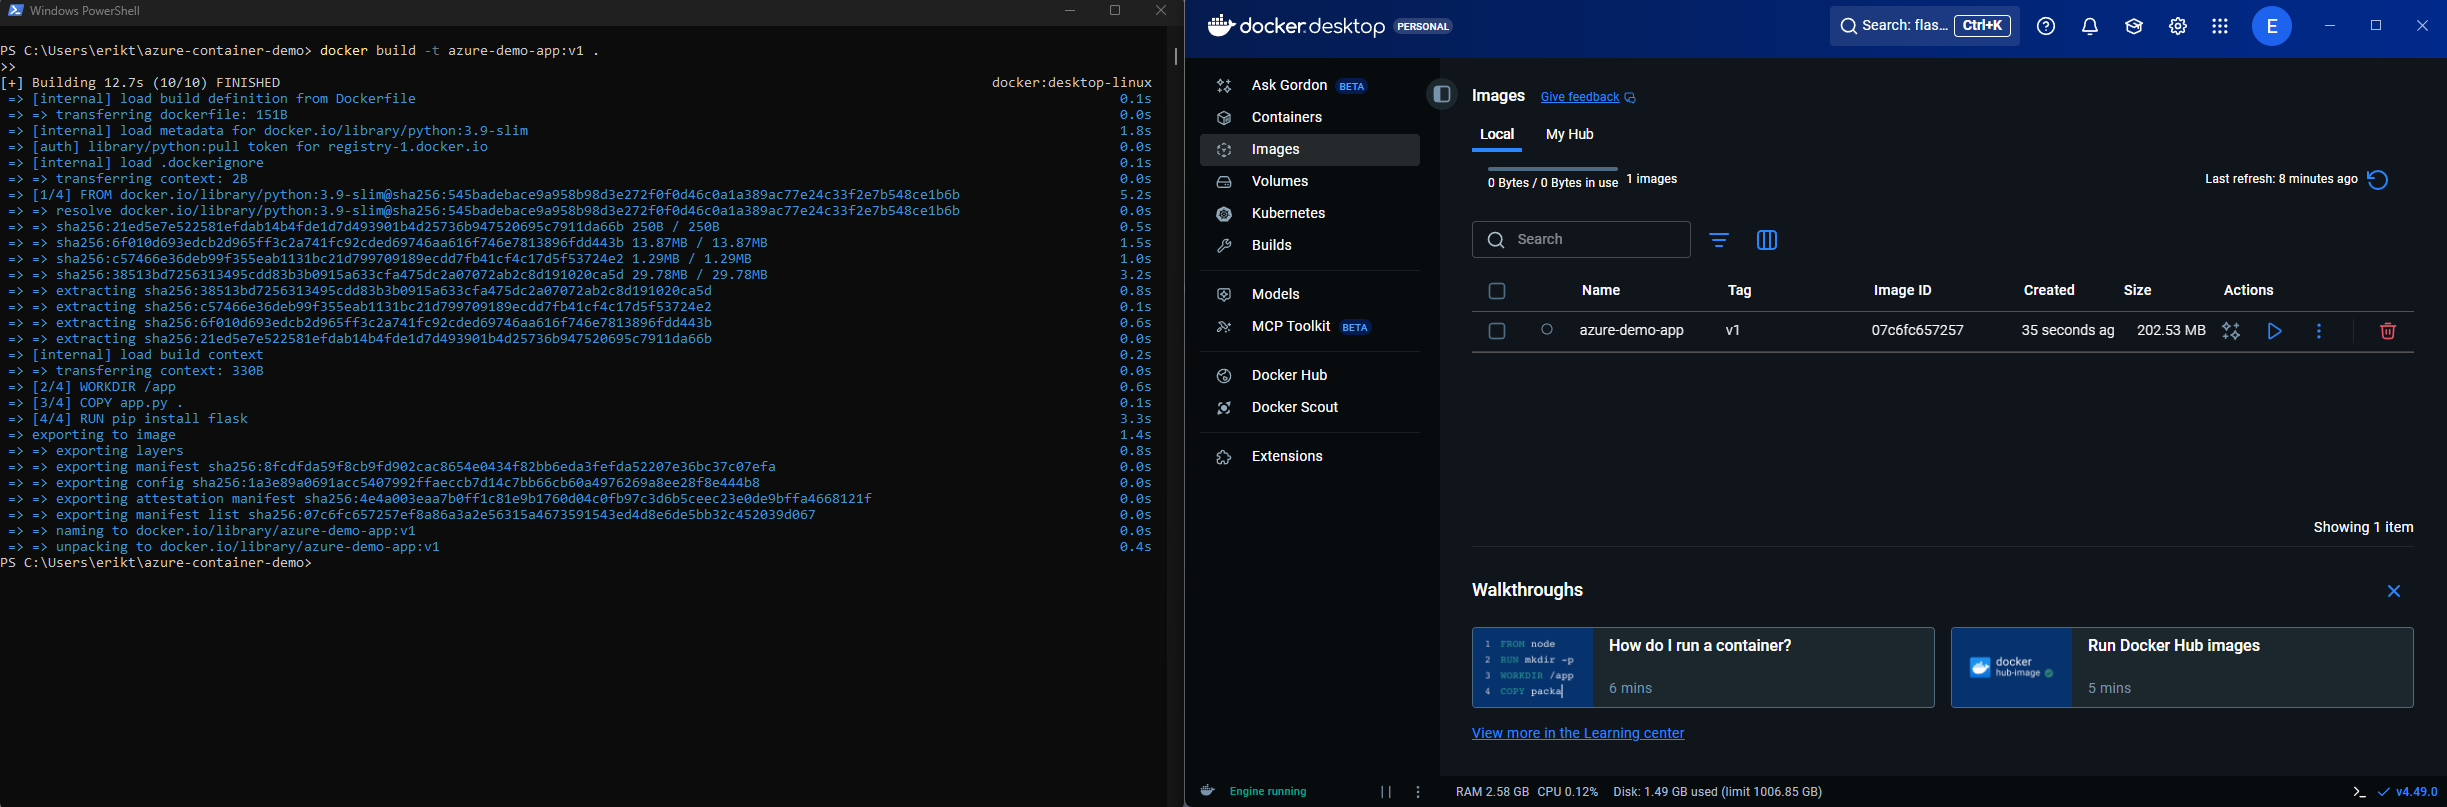 Windows PowerShell
PS C:\Users\erikt\azure-container-demo> docker build -t azure-demo-app:v1 .
>>
[+] Building 12.7s (10/10) FINISHED docker:desktop-linux
=> [internal] load build definition from Dockerfile 0.1s
=> => transferring dockerfile: 151B 0.0s
=> [internal] load metadata for docker.io/library/python:3.9-slim 1.8s
=> [auth] library/python:pull token for registry-1.docker.io 0.0s
=> [internal] load .dockerignore 0.1s
=> => transferring context: 2B 0.0s
=> [1/4] FROM docker.io/library/python:3.9-slim@sha256:545badebace9a958b98d3e272f0f0d46c0a1a389ac77e24c33f2e7b548ce1b6b 5.2s
=> => resolve docker.io/library/python:3.9-slim@sha256:545badebace9a958b98d3e272f0f0d46c0a1a389ac77e24c33f2e7b548ce1b6b 0.0s
=> => sha256:21ed5e7e522581efdab14b4fde1d7d493901b4d25736b947520695c7911da66b 250B / 250B 0.5s
=> => sha256:6f010d693edcb2d965ff3c2a741fc92cded69746aa616f746e7813896fdd443b 13.87MB / 13.87MB 1.5s
=> => sha256:c57466e36deb99f355eab1131bc21d799709189ecdd7fb41cf4c17d5f53724e2 1.29MB / 1.29MB 1.0s
=> => sha256:38513bd7256313495cdd83b3b0915a633cfa475dc2a07072ab2c8d191020ca5d 29.78MB / 29.78MB 3.2s
=> => extracting sha256:38513bd7256313495cdd83b3b0915a633cfa475dc2a07072ab2c8d191020ca5d 0.8s
=> => extracting sha256:c57466e36deb99f355eab1131bc21d799709189ecdd7fb41cf4c17d5f53724e2 0.1s
=> => extracting sha256:6f010d693edcb2d965ff3c2a741fc92cded69746aa616f746e7813896fdd443b 0.6s
=> => extracting sha256:21ed5e7e522581efdab14b4fde1d7d493901b4d25736b947520695c7911da66b 0.0s
=> [internal] load build context 0.2s
=> => transferring context: 330B 0.0s
=> [2/4] WORKDIR /app 0.6s
=> [3/4] COPY app.py . 0.1s
=> [4/4] RUN pip install flask 3.3s
=> exporting to image 1.4s
=> => exporting layers 0.8s
=> => exporting manifest sha256:8fcdfda59f8cb9fd902cac8654e0434f82bb6eda3fefda52207e36bc37c07efa 0.0s
=> => exporting config sha256:1a3e89a0691acc5407992ffaeccb7d14c7bb66cb60a4976269a8ee28f8e444b8 0.0s
=> => exporting attestation manifest sha256:4e4a003eaa7b0ff1c81e9b1760d04c0fb97c3d6b5ceec23e0de9bffa4668121f 0.0s
=> => exporting manifest list sha256:07c6fc657257ef8a86a3a2e56315a4673591543ed4d8e6de5bb32c452039d067 0.0s
=> => naming to docker.io/library/azure-demo-app:v1 0.0s
=> => unpacking to docker.io/library/azure-demo-app:v1 0.4s
PS C:\Users\erikt\azure-container-demo>
docker.desktop PERSONAL
Search: flas... Ctrl+K
E
Ask Gordon BETA
Containers
Images
Volumes
Kubernetes
Builds
Models
MCP Toolkit BETA
Docker Hub
Docker Scout
Extensions
Images Give feedback
Local My Hub
0 Bytes / 0 Bytes in use 1 images
Last refresh: 8 minutes ago
Search
Name Tag Image ID Created Size Actions
azure-demo-app v1 07c6fc657257 35 seconds ag 202.53 MB
Showing 1 item
Walkthroughs
1 FROM node
2 RUN mkdir -p
3 WORKDIR /app
4 COPY packa
How do I run a container?
6 mins
docker
hub-image
Run Docker Hub images
5 mins
View more in the Learning center
Engine running
RAM 2.58 GB CPU 0.12% Disk: 1.49 GB used (limit 1006.85 GB)
v4.49.0